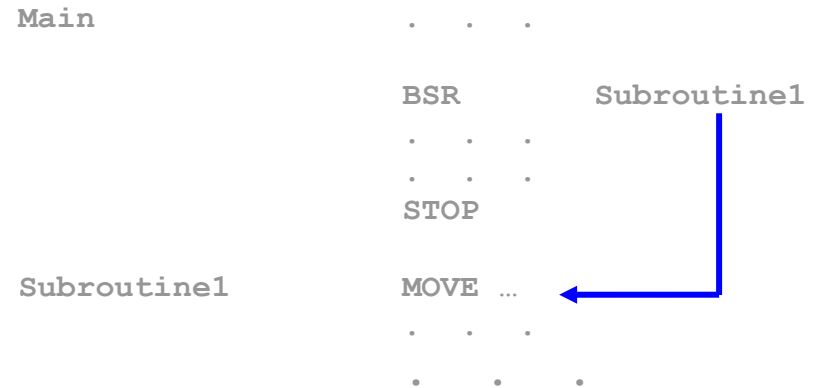 Main . . .
BSR Subroutine1
. . .
. . .
STOP
Subroutine1 MOVE …
. . .
. . .